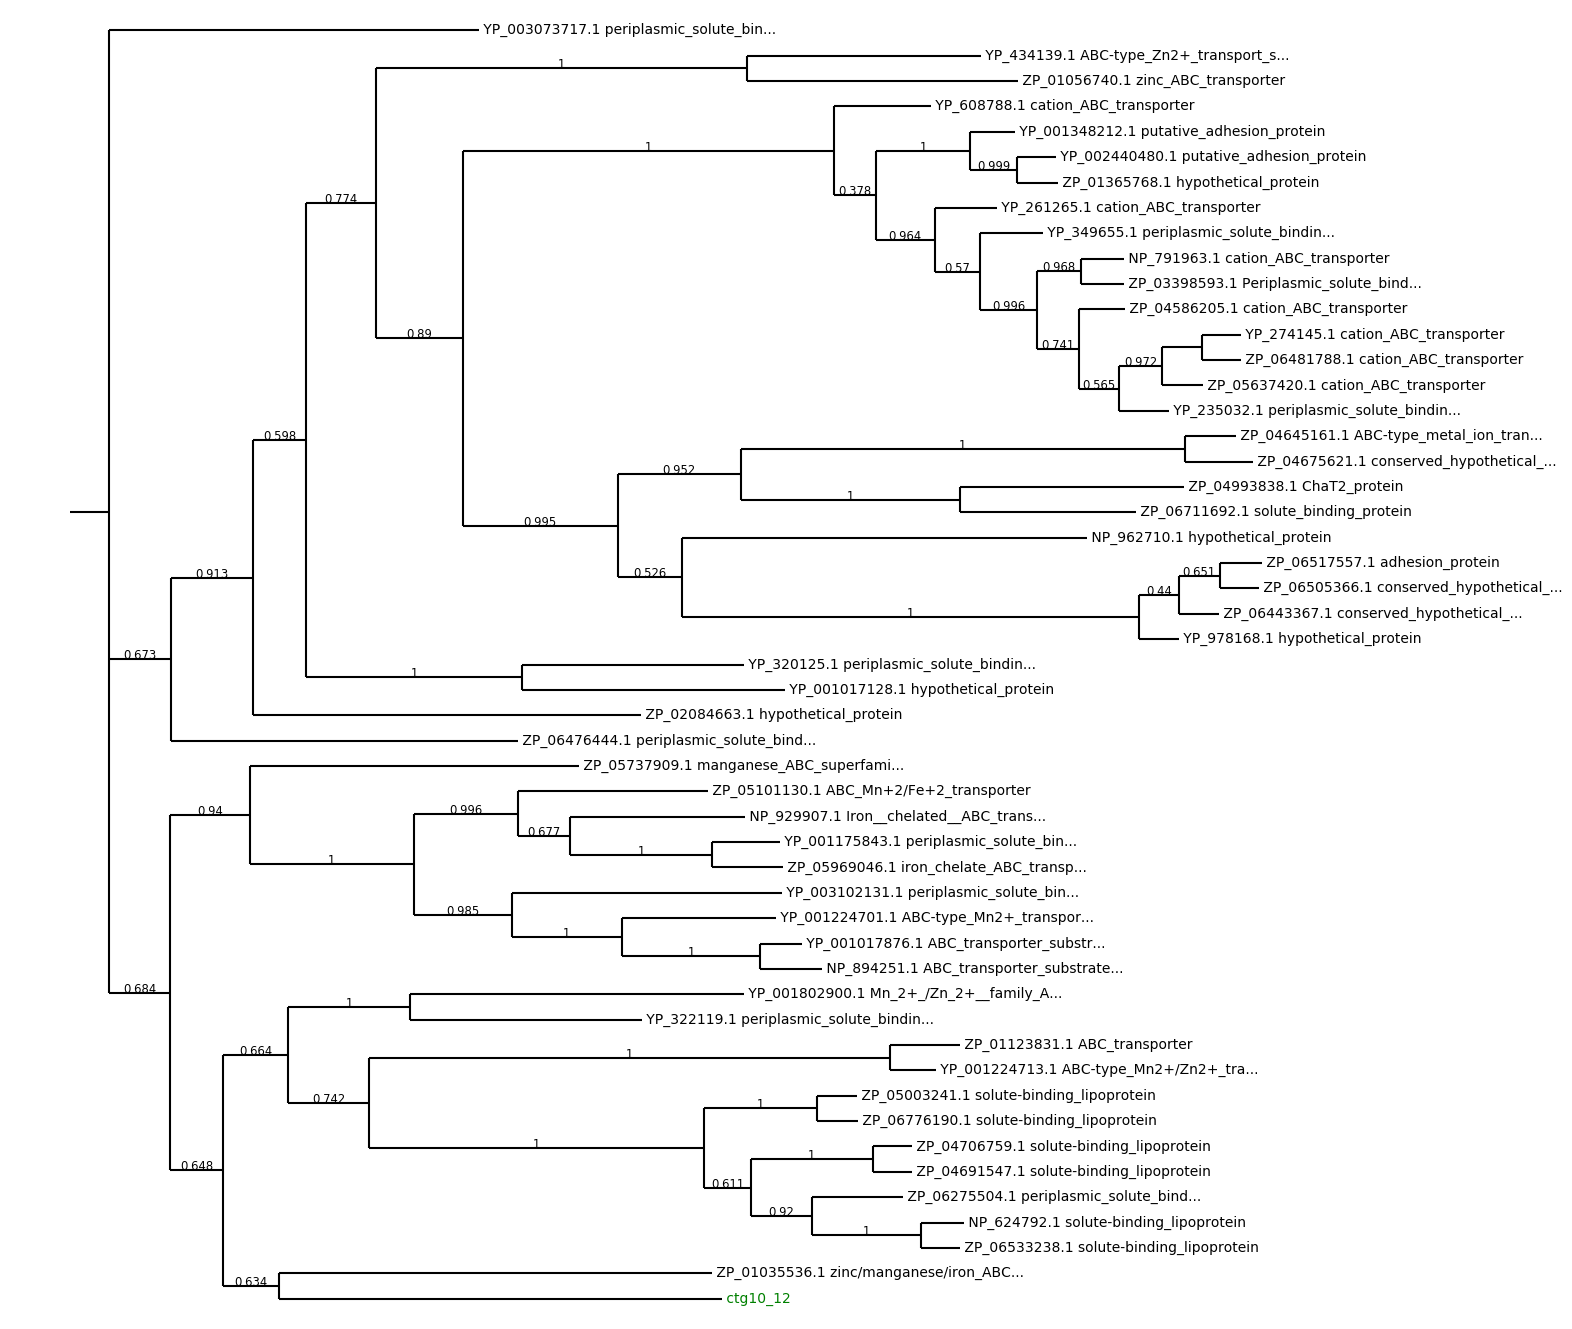 YP_003073717.1 periplasmic_solute_bin...
YP_434139.1 ABC-type_Zn2+_transport_s...
1
ZP_01056740.1 zinc_ABC_transporter
YP_608788.1 cation_ABC_transporter
YP_001348212.1 putative_adhesion_protein
1
1
YP_002440480.1 putative_adhesion_protein
0.999
ZP_01365768.1 hypothetical_protein
0.378
0.774
YP_261265.1 cation_ABC_transporter
YP_349655.1 periplasmic_solute_bindin...
0.964
NP_791963.1 cation_ABC_transporter
0.57
0.968
ZP_03398593.1 Periplasmic_solute_bind...
0.996
ZP_04586205.1 cation_ABC_transporter
YP_274145.1 cation_ABC_transporter
0.89
0.741
ZP_06481788.1 cation_ABC_transporter
0.972
ZP_05637420.1 cation_ABC_transporter
0.565
YP_235032.1 periplasmic_solute_bindin...
0.598
ZP_04645161.1 ABC-type_metal_ion_tran...
1
ZP_04675621.1 conserved_hypothetical_...
0.952
ZP_04993838.1 ChaT2_protein
1
ZP_06711692.1 solute_binding_protein
0.995
NP_962710.1 hypothetical_protein
ZP_06517557.1 adhesion_protein
0.913
0.526
0.651
ZP_06505366.1 conserved_hypothetical_...
0.44
ZP_06443367.1 conserved_hypothetical_...
1
YP_978168.1 hypothetical_protein
0.673
YP_320125.1 periplasmic_solute_bindin...
1
YP_001017128.1 hypothetical_protein
ZP_02084663.1 hypothetical_protein
ZP_06476444.1 periplasmic_solute_bind...
ZP_05737909.1 manganese_ABC_superfami...
ZP_05101130.1 ABC_Mn+2/Fe+2_transporter
0.94
0.996
NP_929907.1 Iron__chelated__ABC_trans...
0.677
YP_001175843.1 periplasmic_solute_bin...
1
1
ZP_05969046.1 iron_chelate_ABC_transp...
YP_003102131.1 periplasmic_solute_bin...
0.985
YP_001224701.1 ABC-type_Mn2+_transpor...
1
YP_001017876.1 ABC_transporter_substr...
1
NP_894251.1 ABC_transporter_substrate...
0.684
YP_001802900.1 Mn_2+_/Zn_2+__family_A...
1
YP_322119.1 periplasmic_solute_bindin...
ZP_01123831.1 ABC_transporter
0.664
1
YP_001224713.1 ABC-type_Mn2+/Zn2+_tra...
0.742
ZP_05003241.1 solute-binding_lipoprotein
1
ZP_06776190.1 solute-binding_lipoprotein
1
ZP_04706759.1 solute-binding_lipoprotein
1
0.648
ZP_04691547.1 solute-binding_lipoprotein
0.611
ZP_06275504.1 periplasmic_solute_bind...
0.92
NP_624792.1 solute-binding_lipoprotein
1
ZP_06533238.1 solute-binding_lipoprotein
ZP_01035536.1 zinc/manganese/iron_ABC...
0.634
ctg10_12